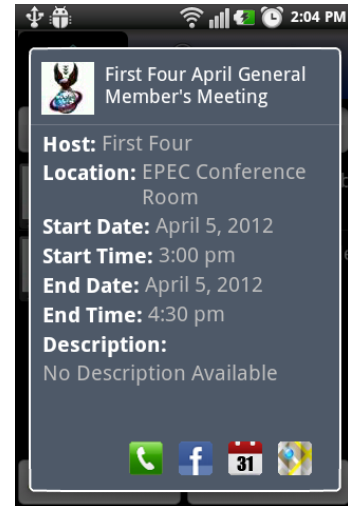 2:04 PM
First Four April General
Member's Meeting
Host: First Four
Location: EPEC Conference
Room
Start Date: April 5, 2012
Start Time: 3:00 pm
End Date: April 5, 2012
End Time: 4:30 pm
Description:
No Description Available
31